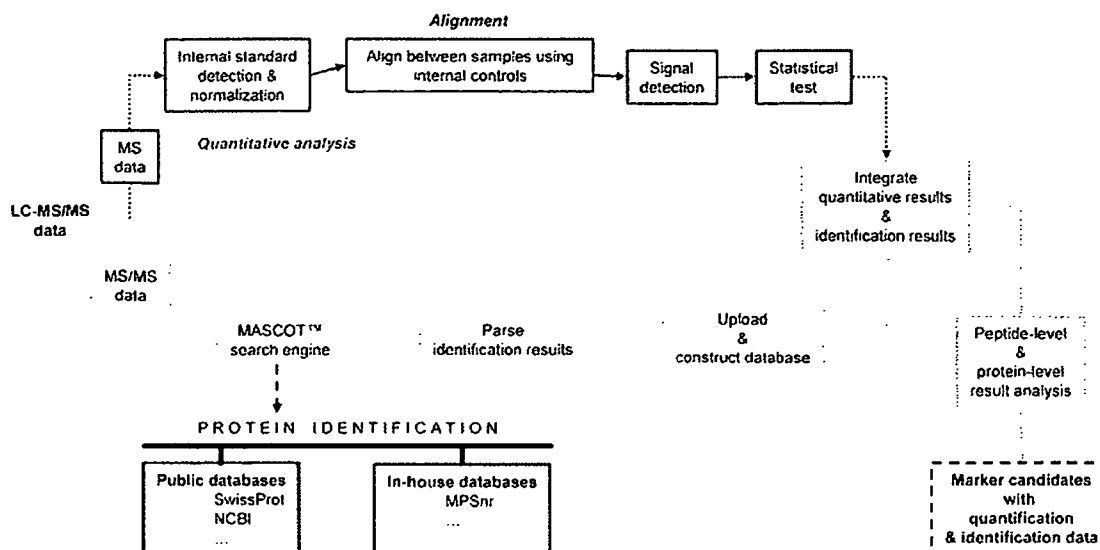 Alignment
Internal standard
detection &
normalization
Align between samples using
internal controls
Signal
detection
Statistical
test
Quantitative analysis
MS
data
LC-MS/MS
data
Integrate
quantitative results
&
identification results
MS/MS
data
MASCOT™
search engine
Parse
identification results
Upload
&
construct database
Peptide-level
&
protein-level
result analysis
PROTEIN IDENTIFICATION
Public databases
SwissProt
NCBI
...
In-house databases
MPSnr
...
Marker candidates
with
quantification
& identification data